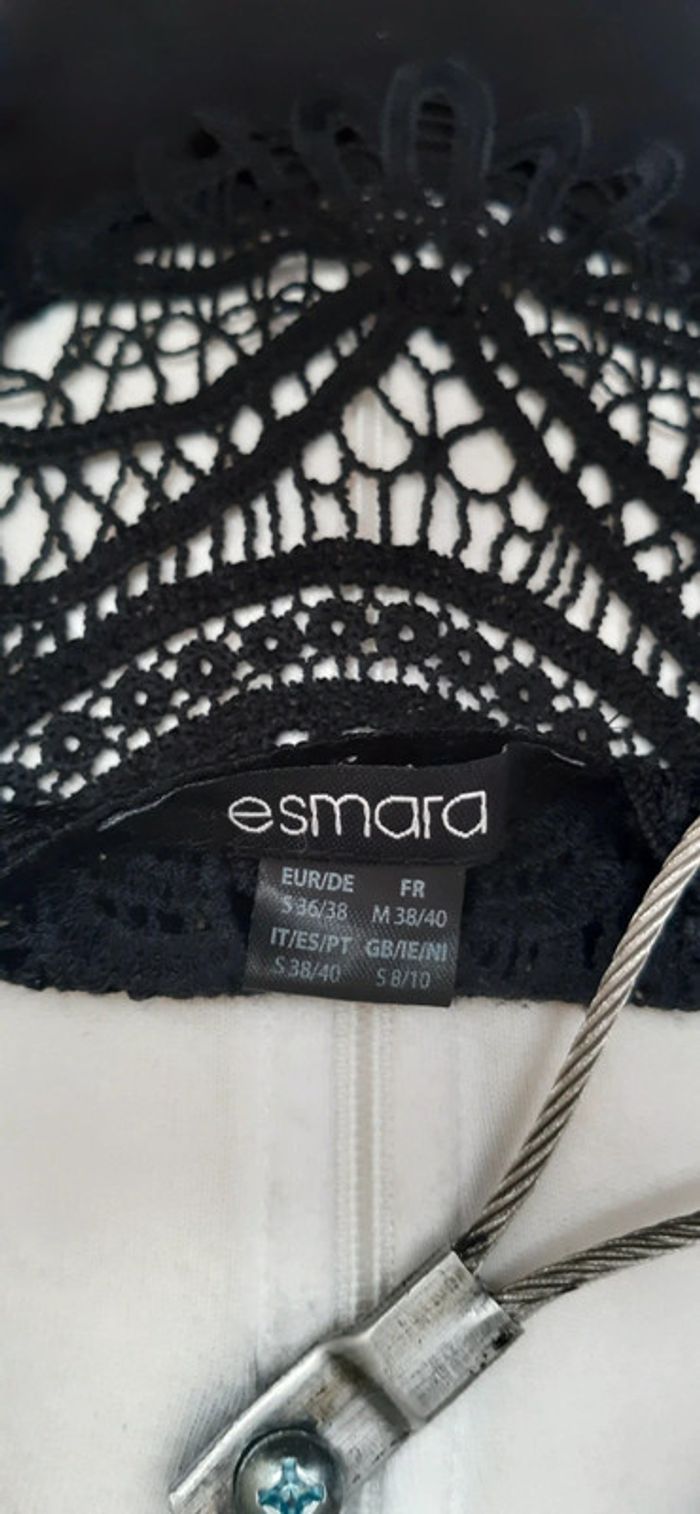 esmara
EUR/DE FR
S 36/38 M 38/40
IT/ES/PT GB/IE/NI
S 38/40 S 8/10